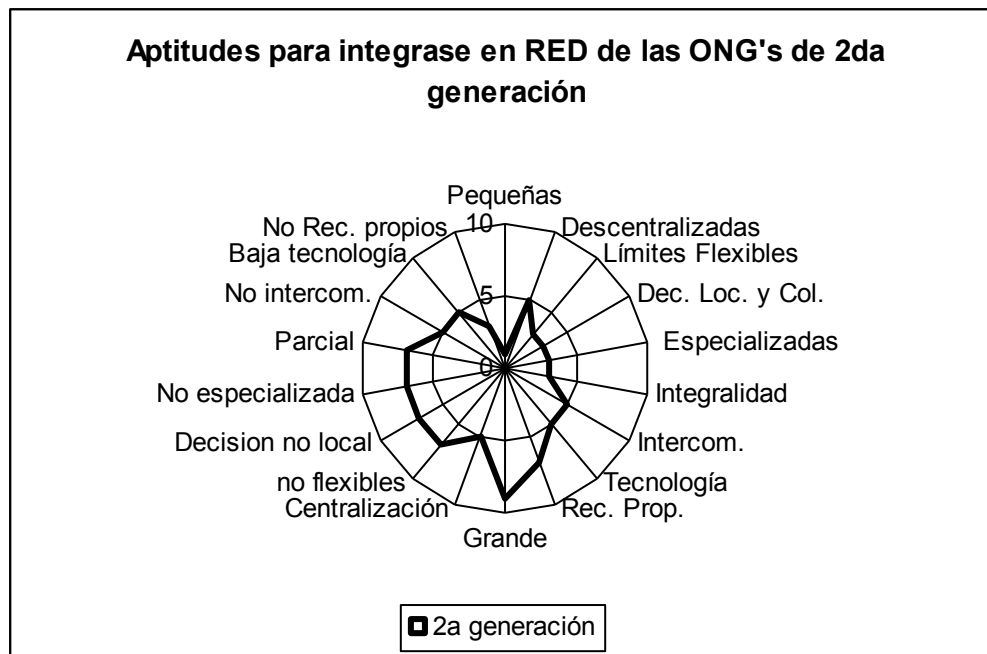 Aptitudes para integrase en RED de las ONG's de 2da
generación
Pequeñas
No Rec. propios
10
Descentralizadas
Baja tecnología
Límites Flexibles
No intercom.
5
Dec. Loc. y Col.
Parcial
Especializadas
0
No especializada
Integralidad
Decision no local
Intercom.
no flexibles
Tecnología
Centralización
Rec. Prop.
Grande
2a generación